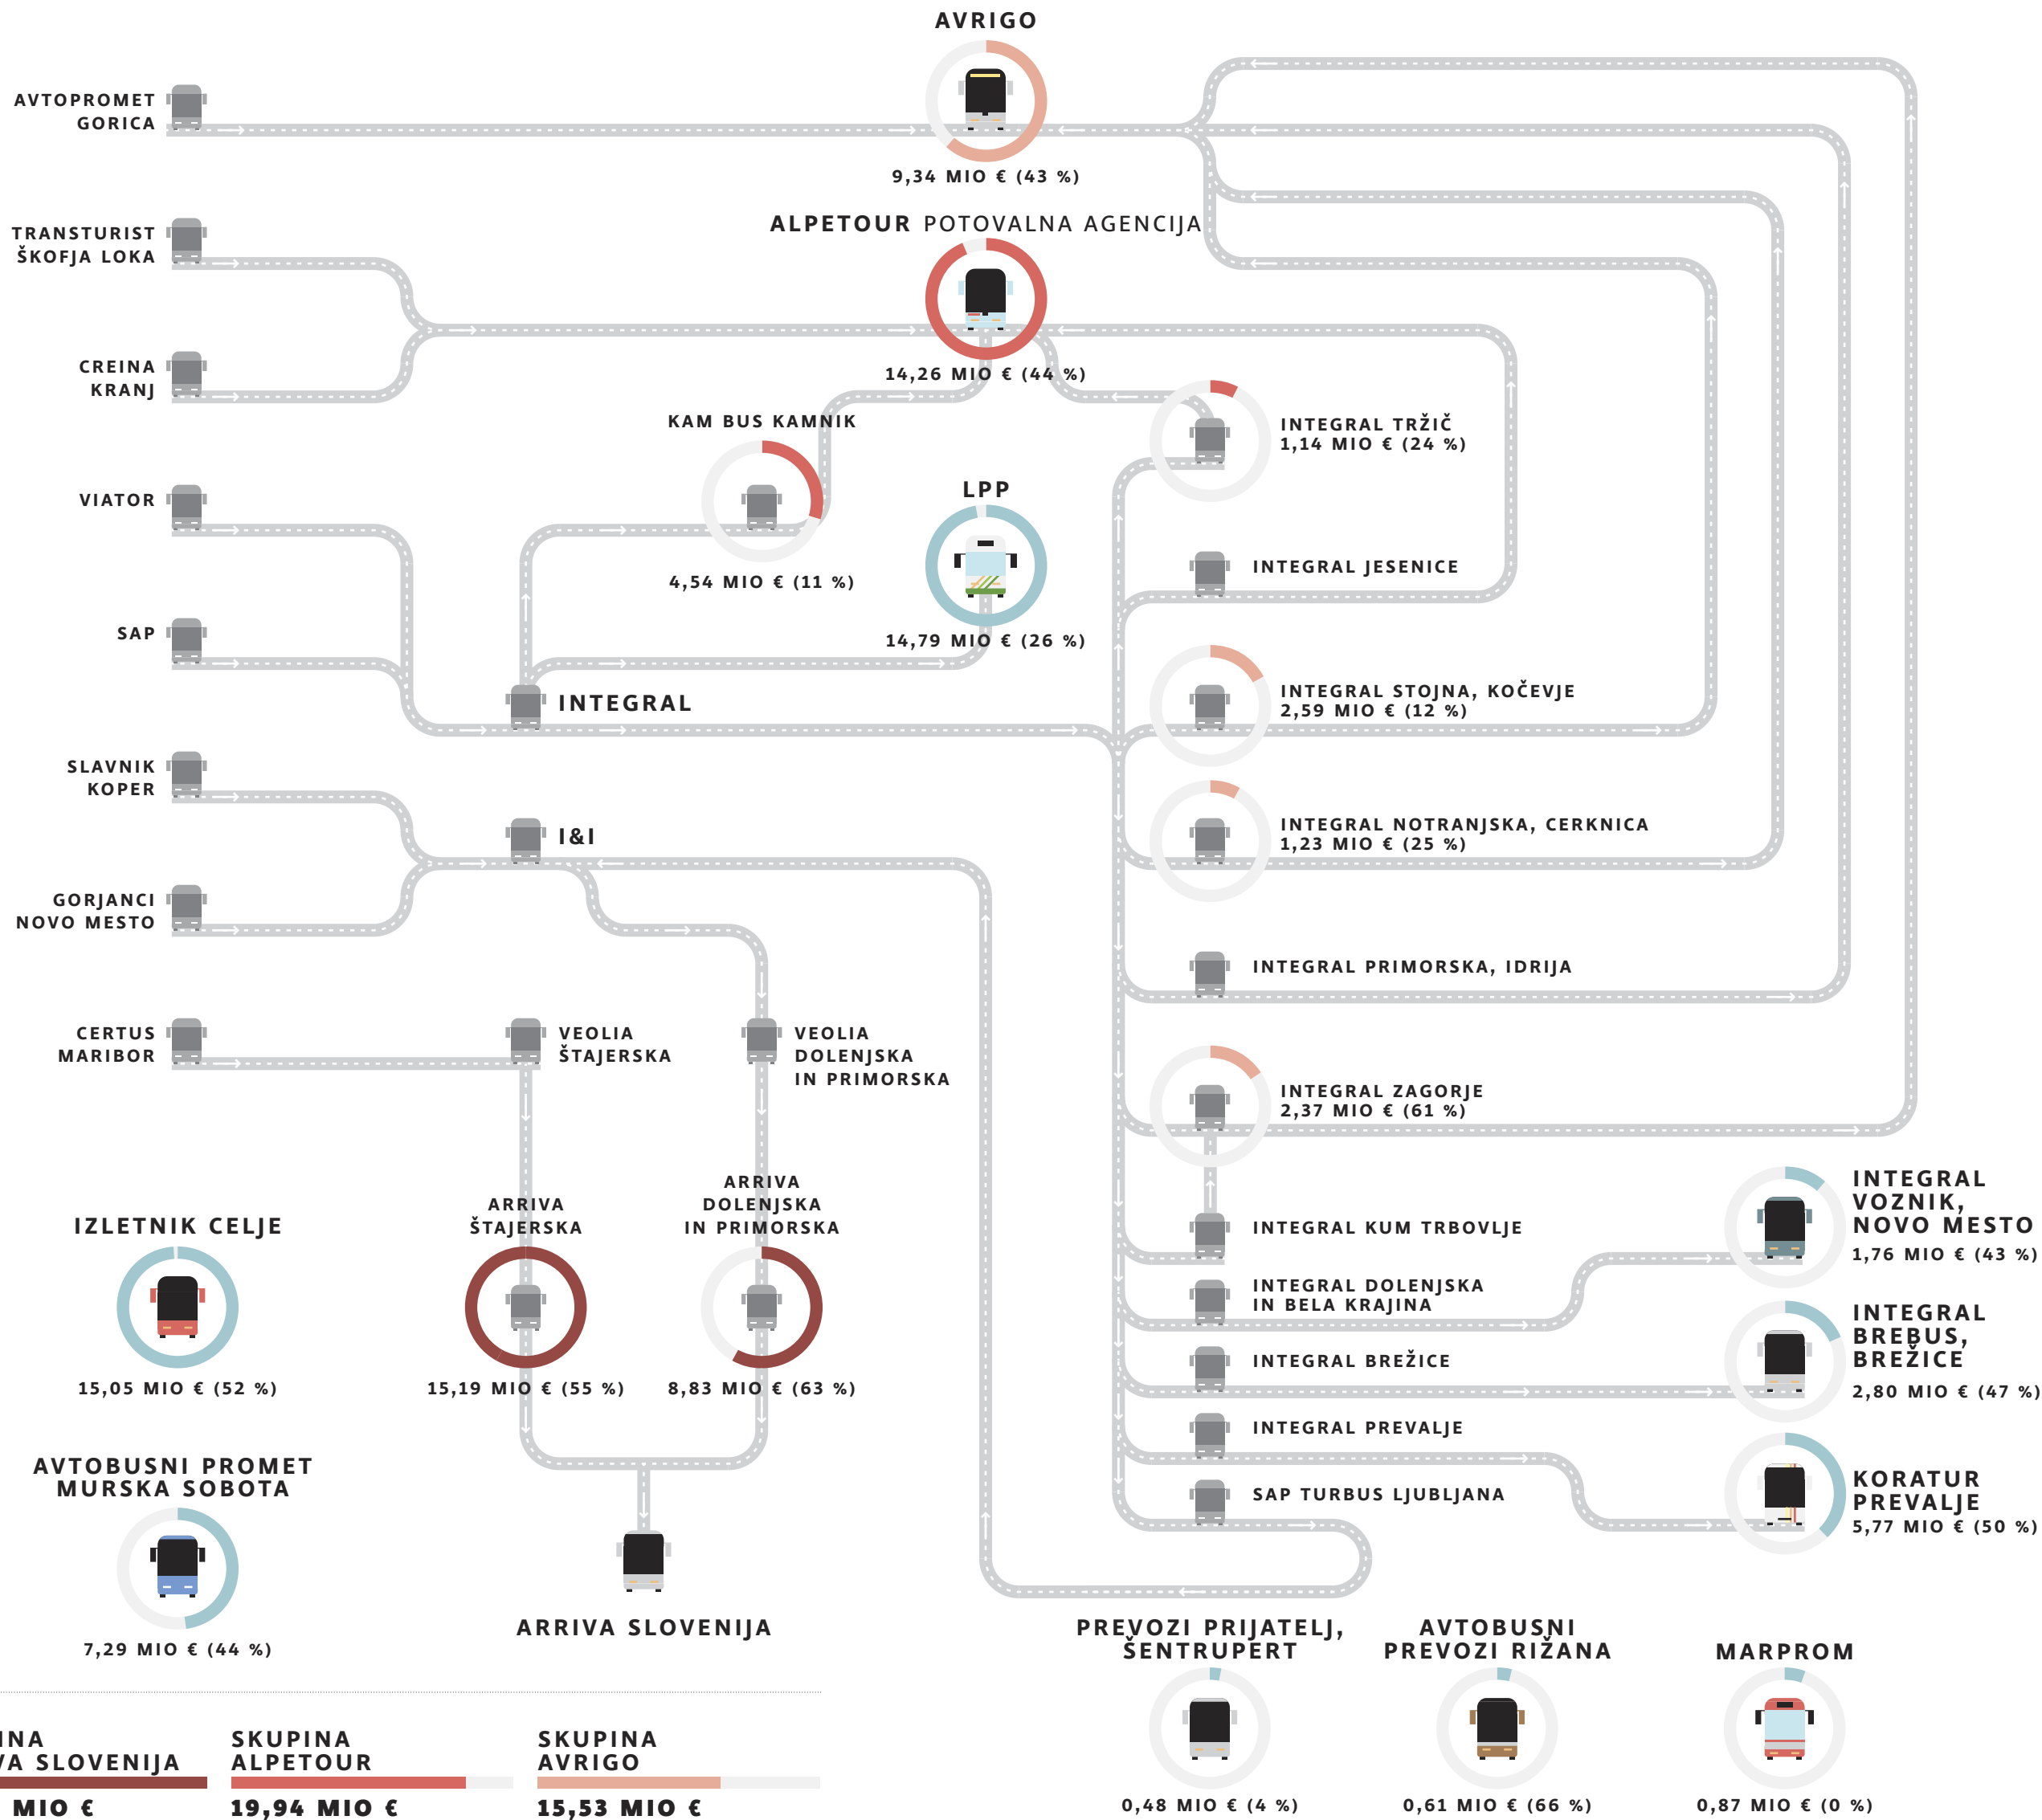 AVRIGO
AVTOPROMET
GORICA
9,34 MIO € (43 %)
TRANSTURIST
ŠKOFJA LOKA
ALPETOUR POTOVALNA AGENCIJA
14,26 MIO € (44 %)
CREINA
KRANJ
KAM BUS KAMNIK
4,54 MIO € (11 %)
INTEGRAL TRŽIČ
1,14 MIO € (24 %)
VIATOR
LPP
14,79 MIO € (26 %)
INTEGRAL JESENICE
SAP
INTEGRAL
INTEGRAL STOJNA, KOČEVJE
2,59 MIO € (12 %)
SLAVNIK
KOPER
I&I
INTEGRAL NOTRANJSKA, CERKNICA
1,23 MIO € (25 %)
GORJANCI
NOVO MESTO
INTEGRAL PRIMORSKA, IDRIJA
CERTUS
MARIBOR
VEOLIA
ŠTAJERSKA
VEOLIA
DOLENJSKA
IN PRIMORSKA
INTEGRAL ZAGORJE
2,37 MIO € (61 %)
IZLETNIK CELJE
15,05 MIO € (52 %)
ARRIVA
ŠTAJERSKA
15,19 MIO € (55 %)
ARRIVA
DOLENJSKA
IN PRIMORSKA
8,83 MIO € (63 %)
INTEGRAL KUM TRBOVLJE
INTEGRAL DOLENJSKA
IN BELA KRAJINA
INTEGRAL BREŽICE
INTEGRAL PREVALJE
SAP TURBUS LJUBLJANA
INTEGRAL
VOZNIK,
NOVO MESTO
1,76 MIO € (43 %)
INTEGRAL
BREBUS,
BREŽICE
2,80 MIO € (47 %)
KORATUR
PREVALJE
5,77 MIO € (50 %)
AVTOBUSNI PROMET
MURSKA SOBOTA
7,29 MIO € (44 %)
ARRIVA SLOVENIJA
PREVOZI PRIJATELJ,
ŠENTRUPERT
0,48 MIO € (4 %)
AVTOBUSNI
PREVOZI RIŽANA
0,61 MIO € (66 %)
MARPROM
0,87 MIO € (0 %)
INA
VA SLOVENIJA
MIO €
SKUPINA
ALPETOUR
19,94 MIO €
SKUPINA
AVRIGO
15,53 MIO €